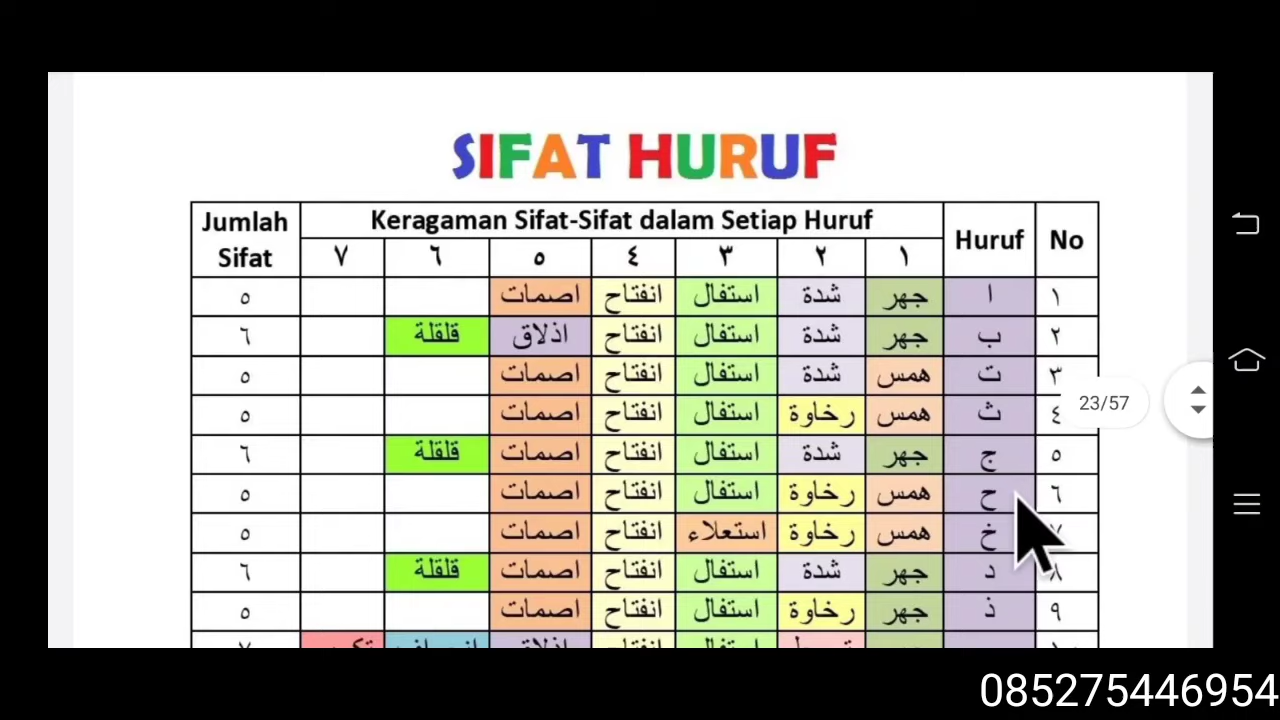 SIFAT HURUF
Jumlah Sifat Keragaman Sifat-Sifat dalam Setiap Huruf Huruf No
٧ ٦ ٥ ٤ ٣ ٢ ١
١ ا جهر شدة استفال انفتاح اصمات ٥
٢ ب جهر شدة استفال انفتاح اذلاق قلقلة ٦
٣ ت همس شدة استفال انفتاح اصمات ٥
٤ ث همس رخاوة استفال انفتاح اصمات ٥
٥ ج جهر شدة استفال انفتاح اصمات قلقلة ٦
٦ ح همس رخاوة استفال انفتاح اصمات ٥
٧ خ همس رخاوة استعلاء انفتاح اصمات ٥
٨ د جهر شدة استفال انفتاح اصمات قلقلة ٦
٩ ذ جهر رخاوة استفال انفتاح اصمات ٥
23/57
085275446954